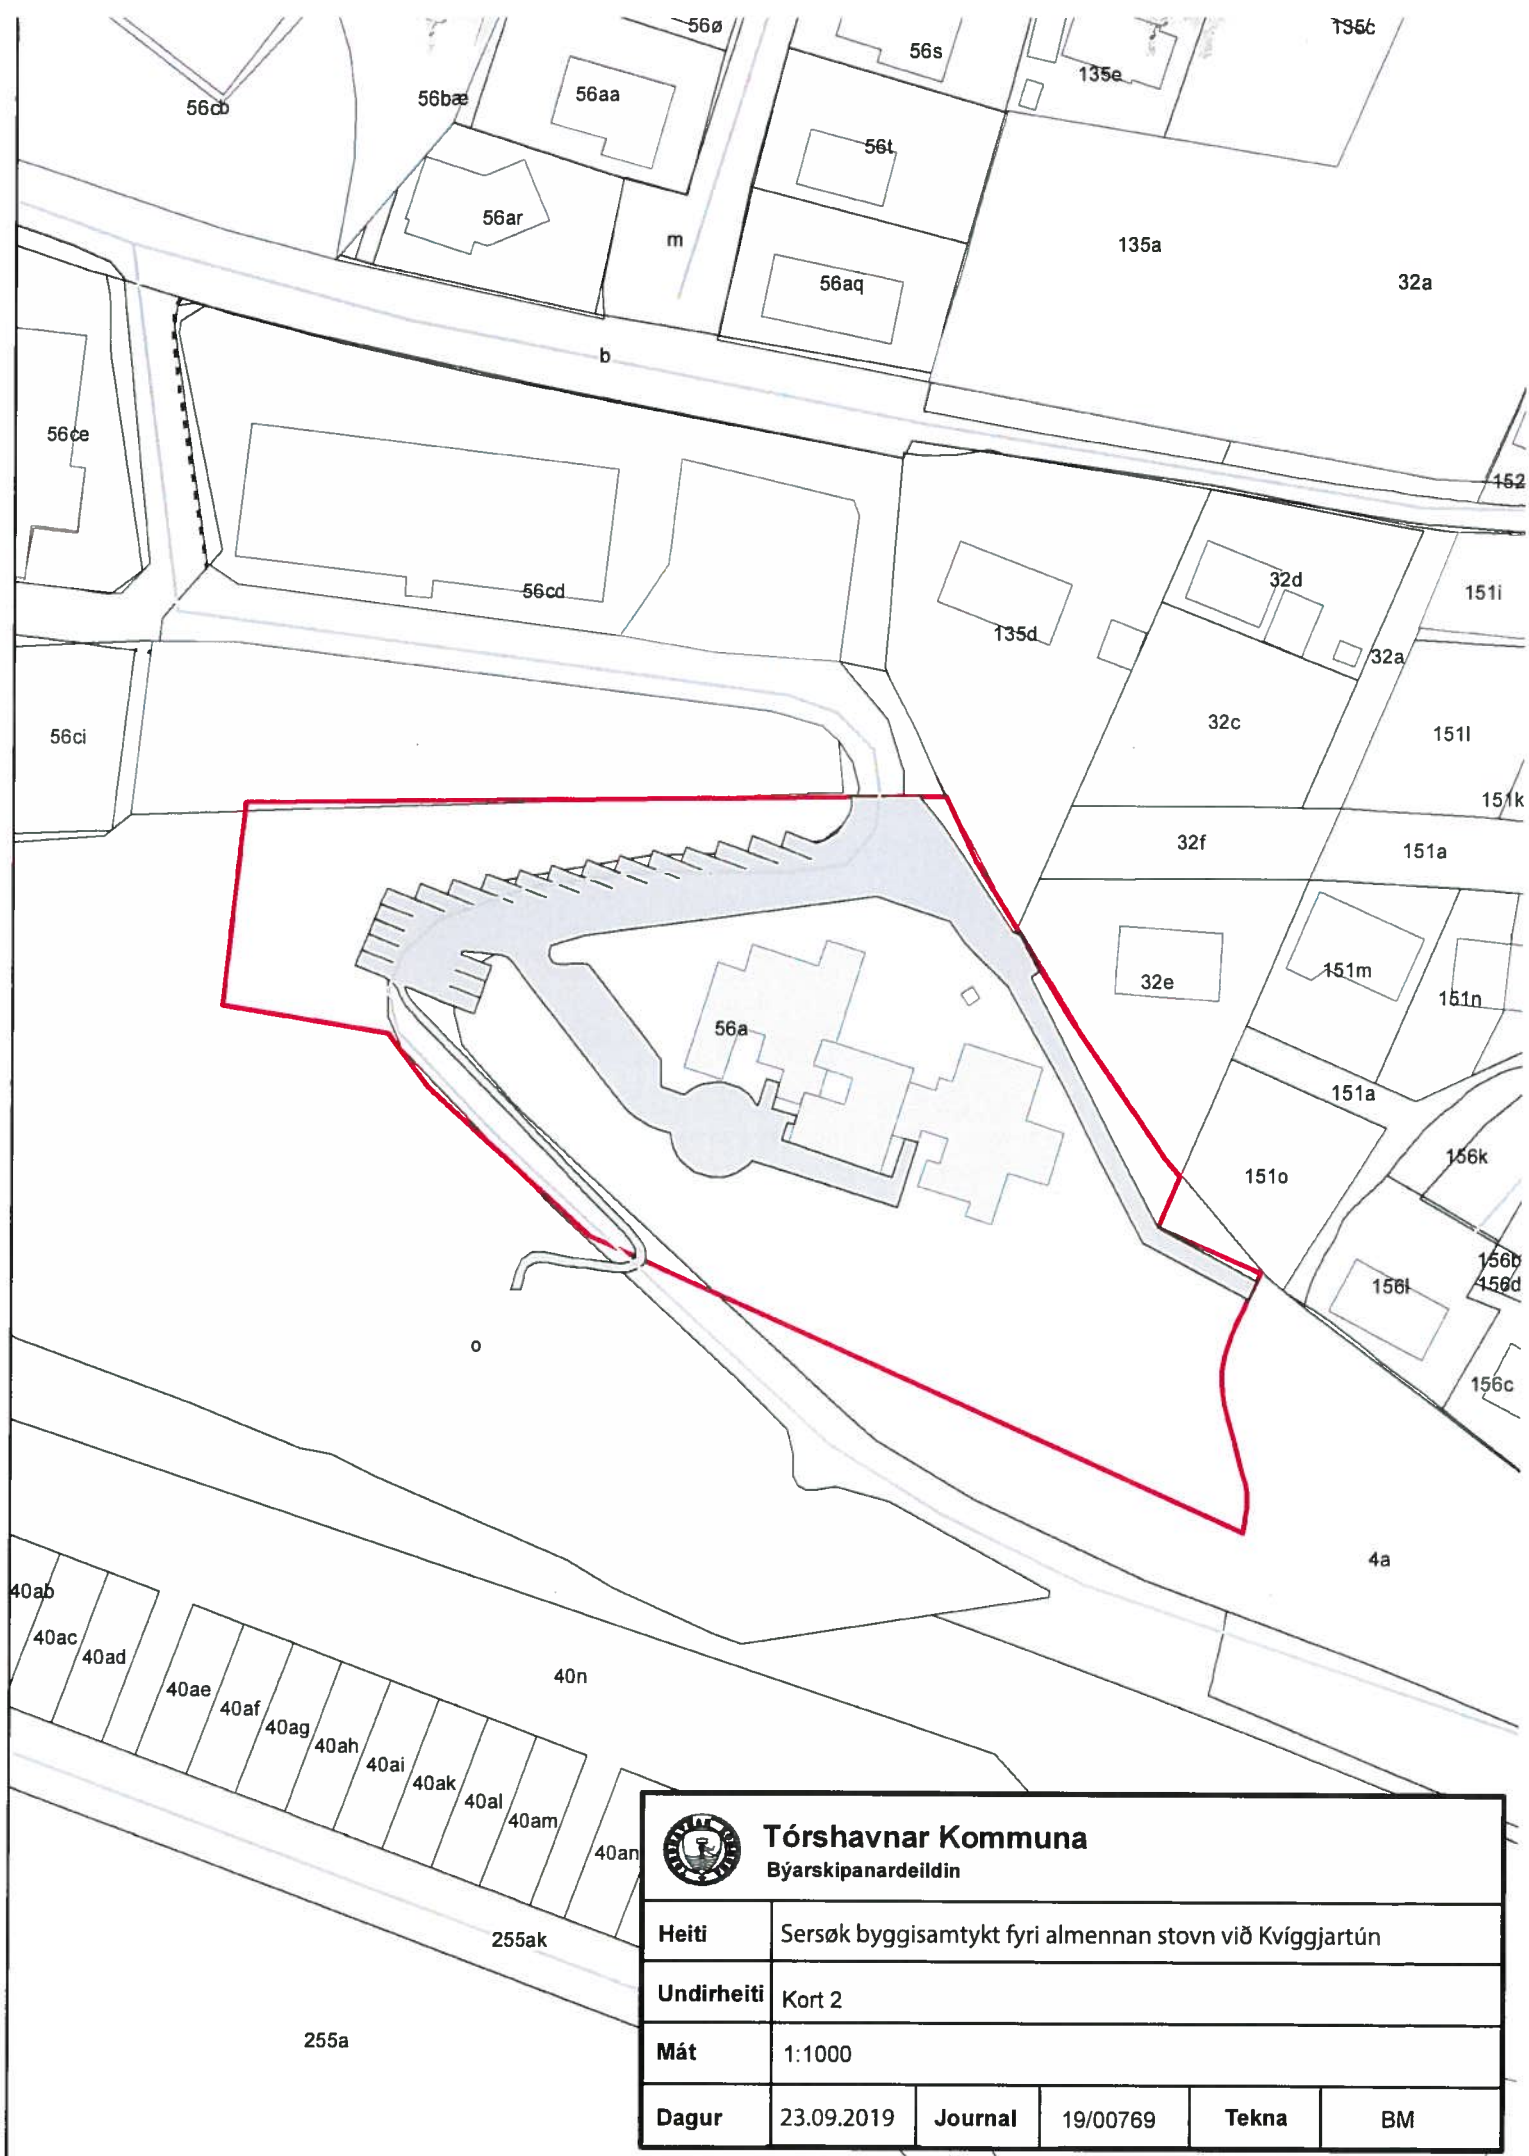 56cb
56bæ
56aa
56ø
56s
135e
135c
56ar
m
56t
56aq
135a
32a
b
56ce
56cd
152
135d
32d
151i
32a
56ci
32c
151l
151k
32f
151a
56a
32e
151m
151n
151a
151o
156k
156b
156d
156l
156c
o
4a
40ab
40ac
40ad
40ae
40af
40ag
40ah
40ai
40ak
40al
40am
40an
40n
255ak
255a
Tórshavnar Kommuna
Býarskipanardeildin
Heiti Sersøk byggisamtykt fyri almennan stovn við Kvíggjartún
Undirheiti Kort 2
Mát 1:1000
Dagur 23.09.2019 Journal 19/00769 Tekna BM